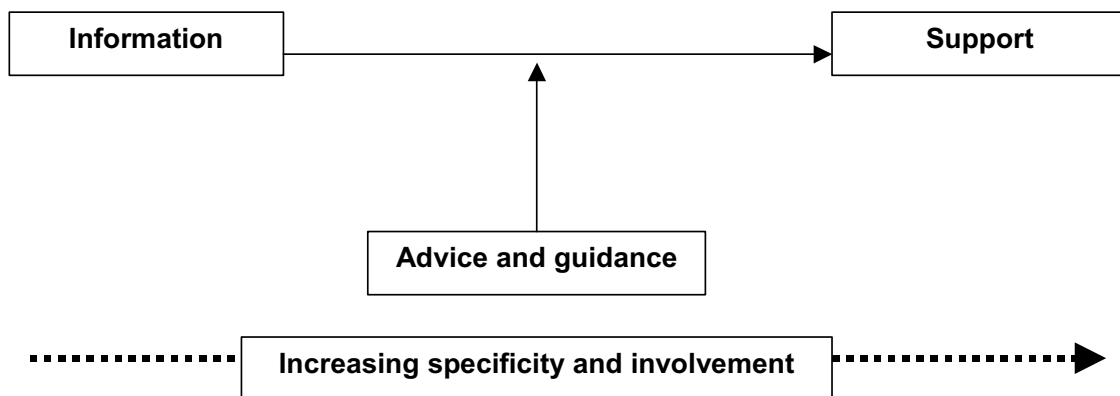 Information
Support
Advice and guidance
Increasing specificity and involvement